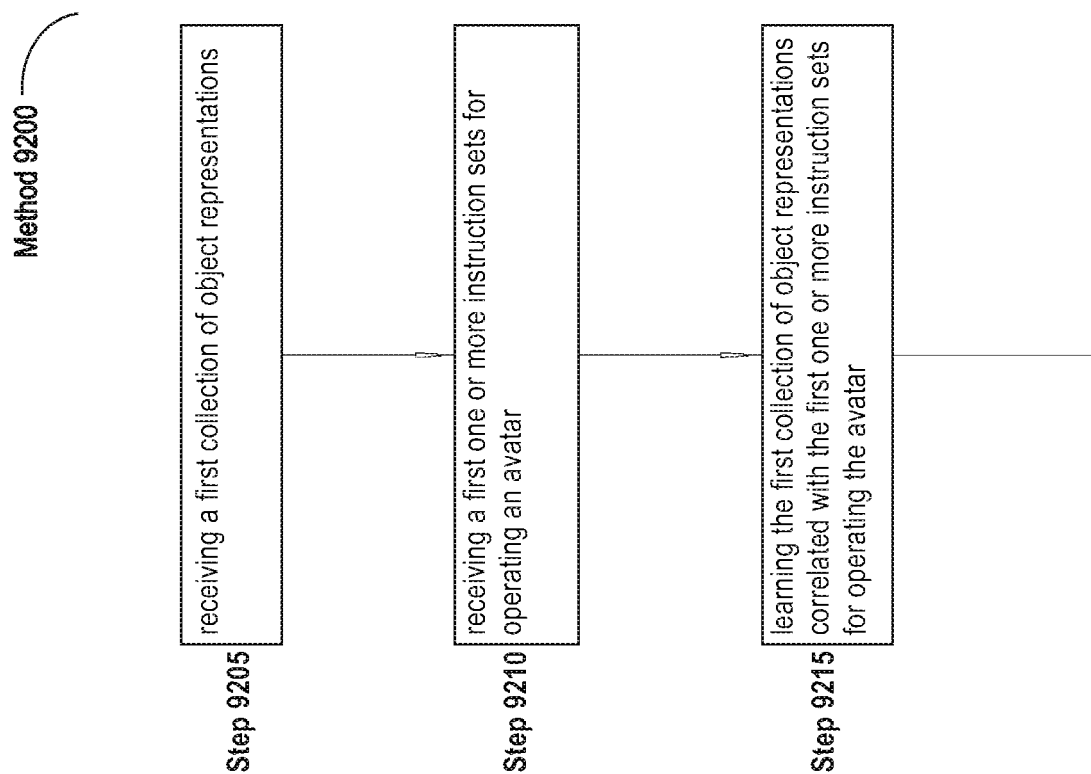 Method 9200
Step 9205
receiving a first collection of object representations
Step 9210
receiving a first one or more instruction sets for
operating an avatar
Step 9215
learning the first collection of object representations
correlated with the first one or more instruction sets
for operating the avatar